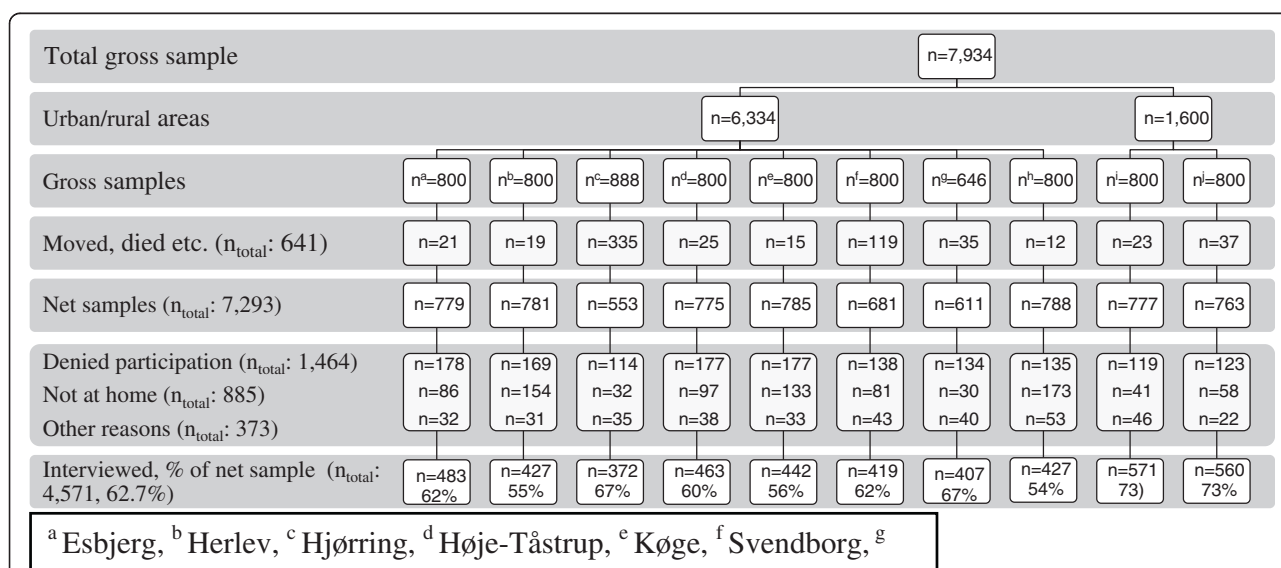 Total gross sample n=7,934
Urban/rural areas n=6,334 n=1,600
Gross samples nᵃ=800 nᵇ=800 nᶜ=888 nᵈ=800 nᵉ=800 nᶠ=800 nᵍ=646 nʰ=800 nⁱ=800 nʲ=800
Moved, died etc. (n_total: 641) n=21 n=19 n=335 n=25 n=15 n=119 n=35 n=12 n=23 n=37
Net samples (n_total: 7,293) n=779 n=781 n=553 n=775 n=785 n=681 n=611 n=788 n=777 n=763
Denied participation (n_total: 1,464) n=178 n=169 n=114 n=177 n=177 n=138 n=134 n=135 n=119 n=123
Not at home (n_total: 885) n=86 n=154 n=32 n=97 n=133 n=81 n=30 n=173 n=41 n=58
Other reasons (n_total: 373) n=32 n=31 n=35 n=38 n=33 n=43 n=40 n=53 n=46 n=22
Interviewed, % of net sample (n_total: n=483 n=427 n=372 n=463 n=442 n=419 n=407 n=427 n=571 n=560
4,571, 62.7%) 62% 55% 67% 60% 56% 62% 67% 54% 73) 73%
ᵃ Esbjerg, ᵇ Herlev, ᶜ Hjørring, ᵈ Høje-Tåstrup, ᵉ Køge, ᶠ Svendborg, ᵍ